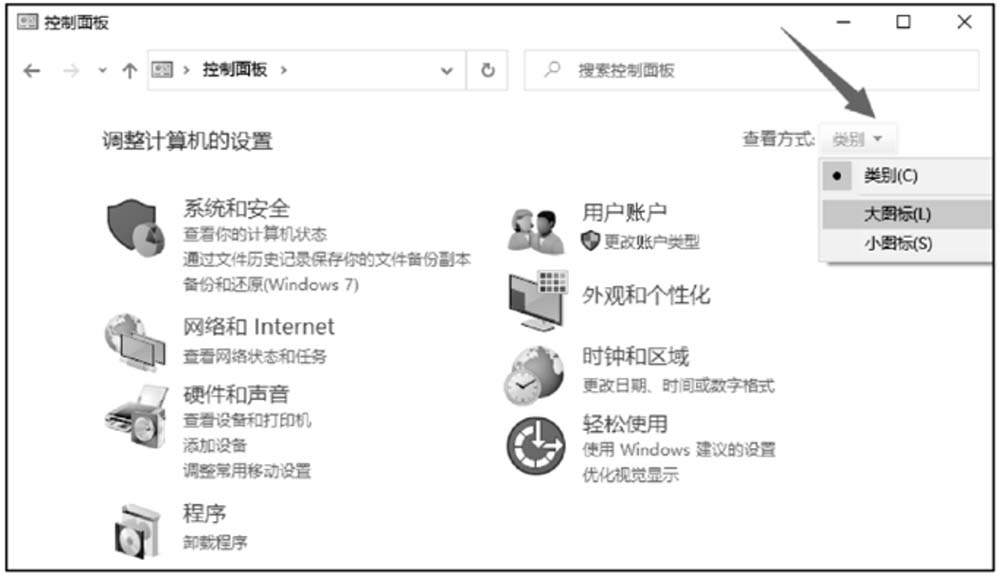 控制面板
控制面板
搜索控制面板
调整计算机的设置
查看方式: 类别
类别(C)
大图标(L)
小图标(S)
系统和安全
查看你的计算机状态
通过文件历史记录保存你的文件备份副本
备份和还原(Windows 7)
网络和 Internet
查看网络状态和任务
硬件和声音
查看设备和打印机
添加设备
调整常用移动设置
程序
卸载程序
用户账户
更改账户类型
外观和个性化
时钟和区域
更改日期、时间或数字格式
轻松使用
使用 Windows 建议的设置
优化视觉显示